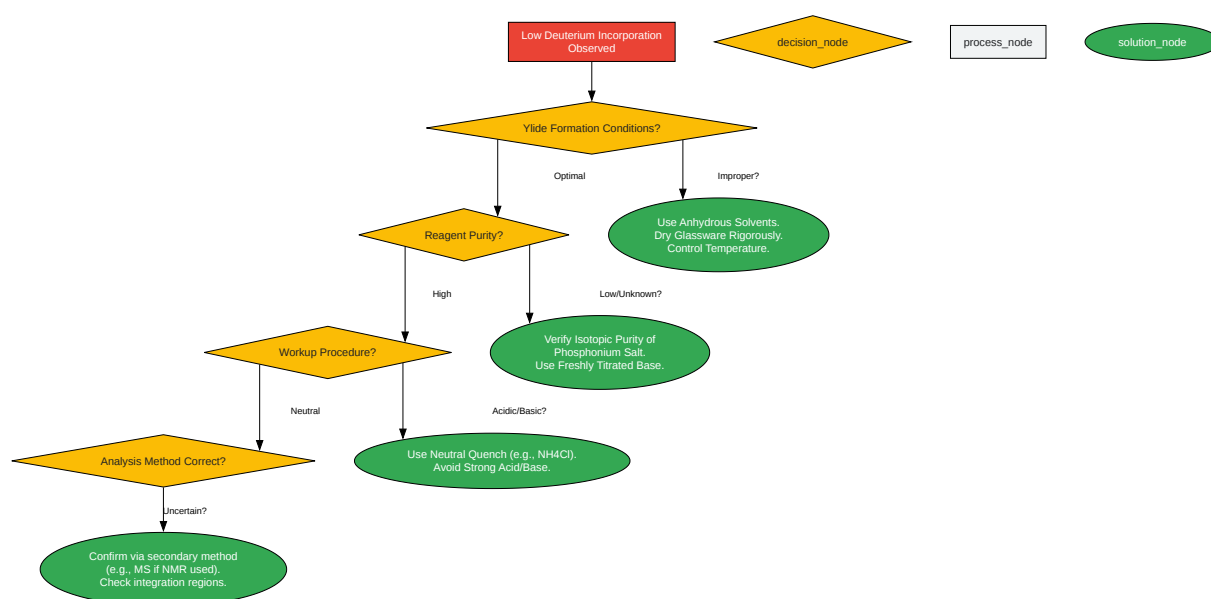 Low Deuterium Incorporation
Observed
decision_node
process_node
solution_node
Ylide Formation Conditions?
Optimal
Improper?
Use Anhydrous Solvents.
Dry Glassware Rigorously.
Control Temperature.
Reagent Purity?
High
Low/Unknown?
Verify Isotopic Purity of
Phosphonium Salt.
Use Freshly Titrated Base.
Workup Procedure?
Neutral
Acidic/Basic?
Use Neutral Quench (e.g., NH4Cl).
Avoid Strong Acid/Base.
Analysis Method Correct?
Uncertain?
Confirm via secondary method
(e.g., MS if NMR used).
Check integration regions.